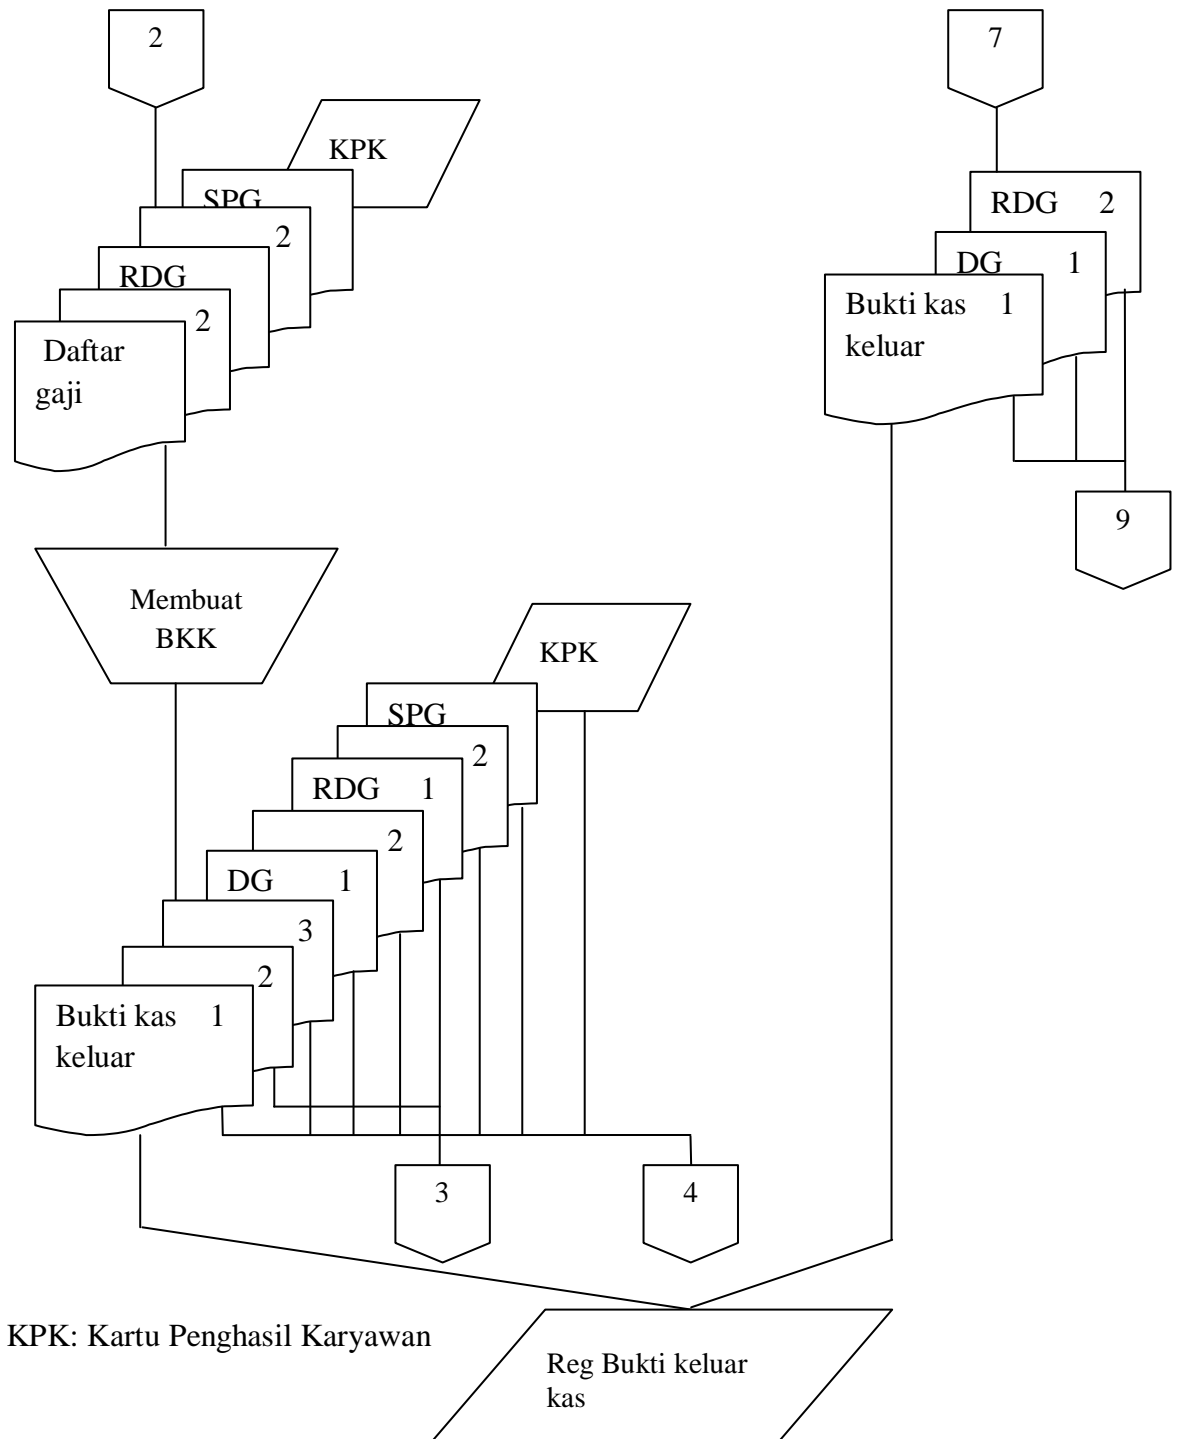 2
7
KPK
SPG
2
RDG
2
Daftar
gaji
RDG 2
DG 1
Bukti kas 1
keluar
9
Membuat
BKK
KPK
SPG
2
RDG 1
2
DG 1
3
2
Bukti kas 1
keluar
3
4
KPK: Kartu Penghasil Karyawan
Reg Bukti keluar
kas